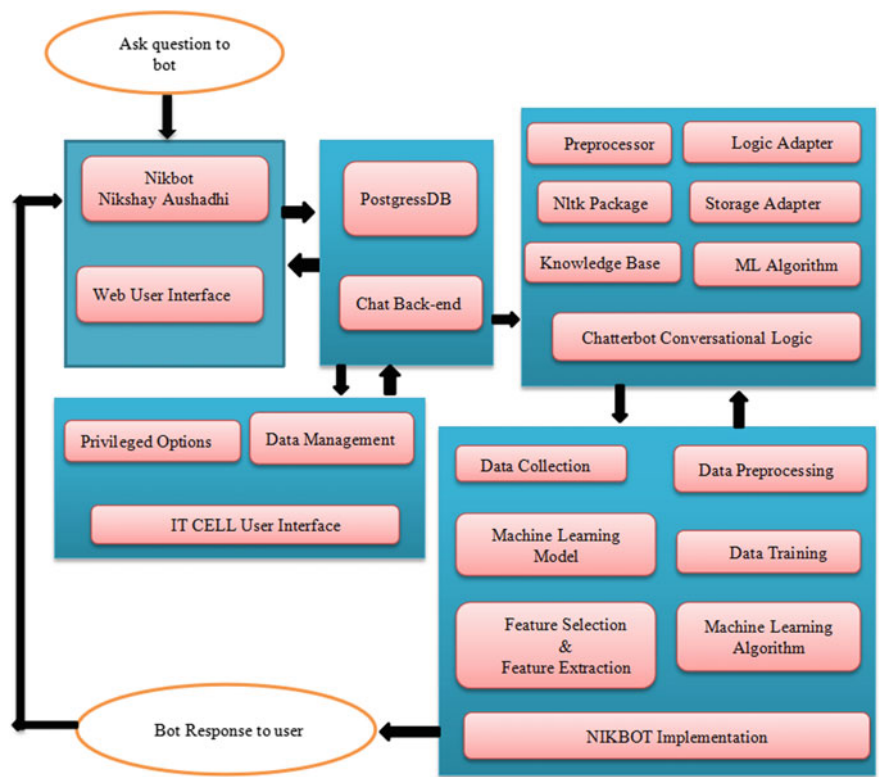 Ask question to
bot
Nikbot
Nikshay Aushadhi
Web User Interface
PostgressDB
Chat Back-end
Preprocessor
Logic Adapter
Nltk Package
Storage Adapter
Knowledge Base
ML Algorithm
Chatterbot Conversational Logic
Privileged Options
Data Management
IT CELL User Interface
Data Collection
Data Preprocessing
Machine Learning
Model
Data Training
Feature Selection
&
Feature Extraction
Machine Learning
Algorithm
NIKBOT Implementation
Bot Response to user